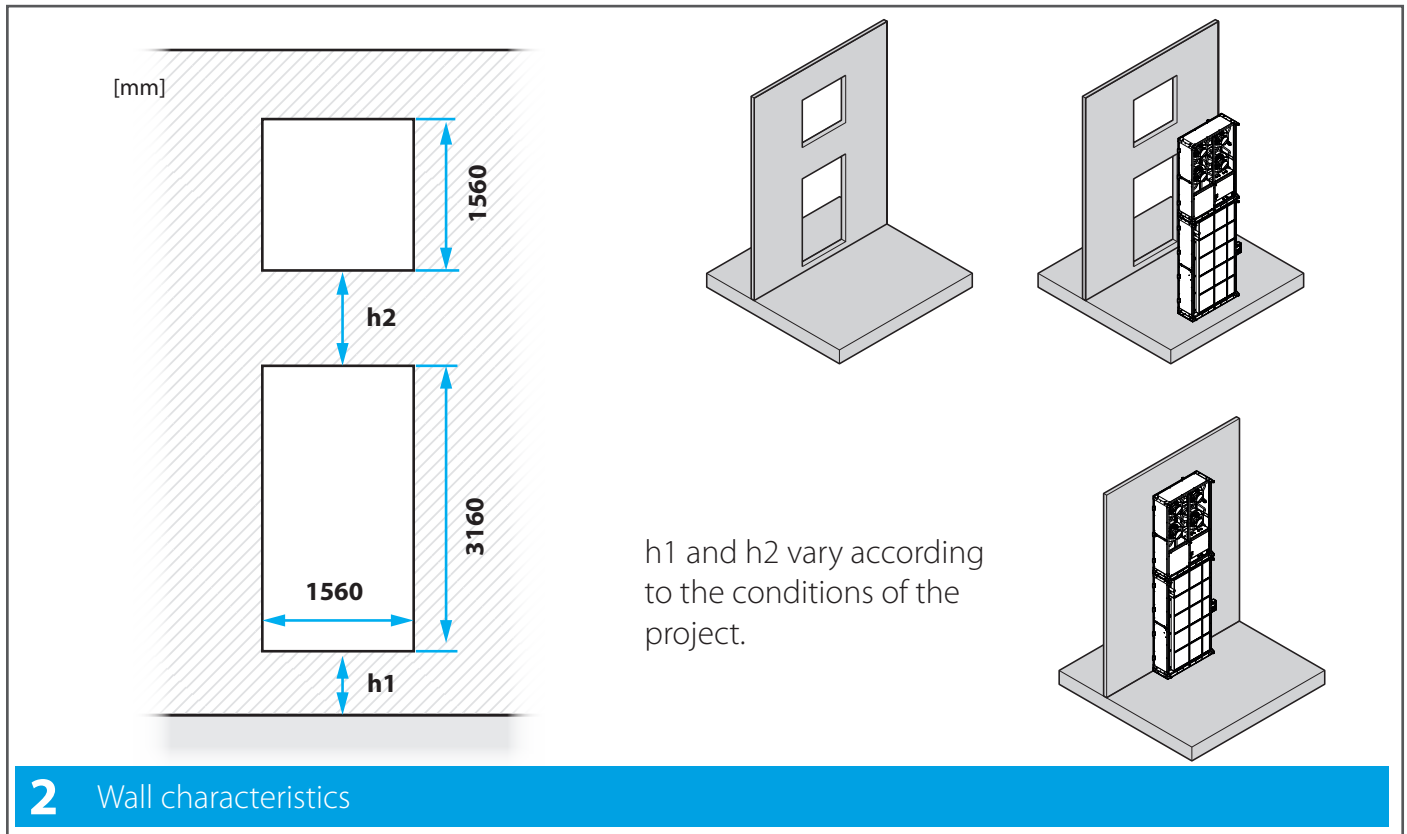 [mm]
1560
h2
3160
1560
h1
h1 and h2 vary according
to the conditions of the
project.
2 Wall characteristics